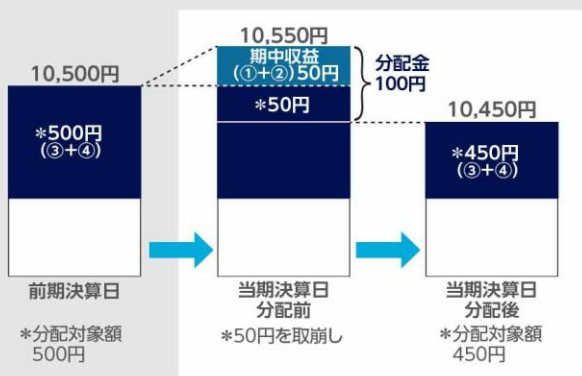 10,500円
*500円
(③+④)
前期決算日
*分配対象額
500円
10,550円
期中収益
(①+②)50円
*50円
分配金
100円
当期決算日
分配前
*50円を取崩し
10,450円
*450円
(③+④)
当期決算日
分配後
*分配対象額
450円